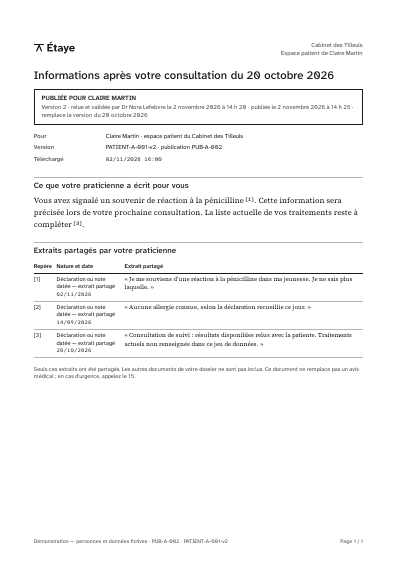 Étaye
Cabinet des Tilleuls
Espace patient de Claire Martin
Informations après votre consultation du 20 octobre 2026
PUBLIÉE POUR CLAIRE MARTIN
Version 2 · relue et validée par Dr Nora Lefebvre le 2 novembre 2026 à 14 h 20 · publiée le 2 novembre 2026 à 14 h 25 ·
remplace la version du 20 octobre 2026
Pour Claire Martin · espace patient du Cabinet des Tilleuls
Version PATIENT-A-001-v2 · publication PUB-A-002
Téléchargé 02/11/2026 16:00
Ce que votre praticienne a écrit pour vous
Vous avez signalé un souvenir de réaction à la pénicilline [1]. Cette information sera
précisée lors de votre prochaine consultation. La liste actuelle de vos traitements reste à
compléter [3].
Extraits partagés par votre praticienne
Repère Nature et date Extrait partagé
[1] Déclaration ou note « Je me souviens d'une réaction à la pénicilline dans ma jeunesse. Je ne sais plus
datée — extrait partagé laquelle. »
02/11/2026
[2] Déclaration ou note « Aucune allergie connue, selon la déclaration recueillie ce jour. »
datée — extrait partagé
14/09/2026
[3] Déclaration ou note « Consultation de suivi : résultats disponibles relus avec la patiente. Traitements
datée — extrait partagé actuels non renseignés dans ce jeu de données. »
20/10/2026
Seuls ces extraits ont été partagés. Les autres documents de votre dossier ne sont pas inclus. Ce document ne remplace pas un avis
médical ; en cas d'urgence, appelez le 15.
Démonstration — personnes et données fictives · PUB-A-002 · PATIENT-A-001-v2
Page 1 / 1